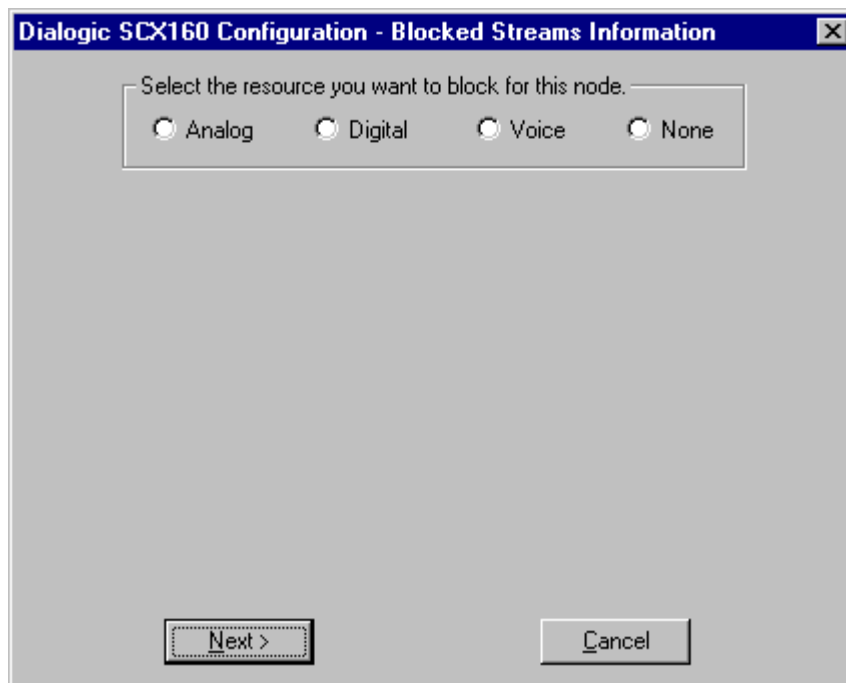 Dialogic SCX160 Configuration - Blocked Streams Information
Select the resource you want to block for this node.
Analog Digital Voice None
Next > Cancel